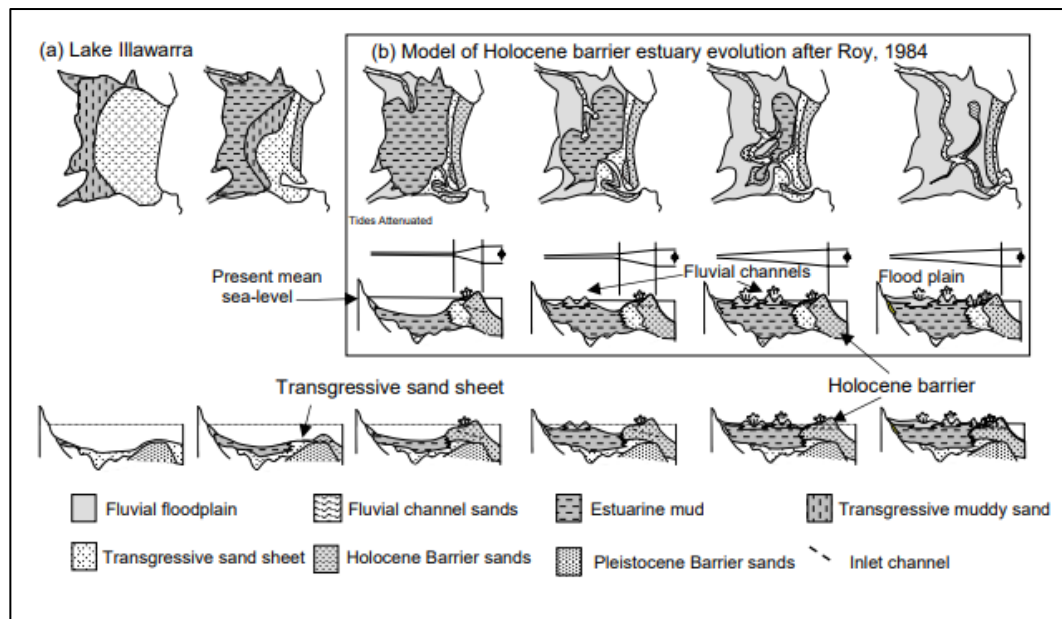 (a) Lake Illawarra
(b) Model of Holocene barrier estuary evolution after Roy, 1984
Tides Attenuated
Present mean
sea-level
Fluvial channels
Flood plain
Transgressive sand sheet
Holocene barrier
Fluvial floodplain
Fluvial channel sands
Estuarine mud
Transgressive muddy sand
Transgressive sand sheet
Holocene Barrier sands
Pleistocene Barrier sands
Inlet channel